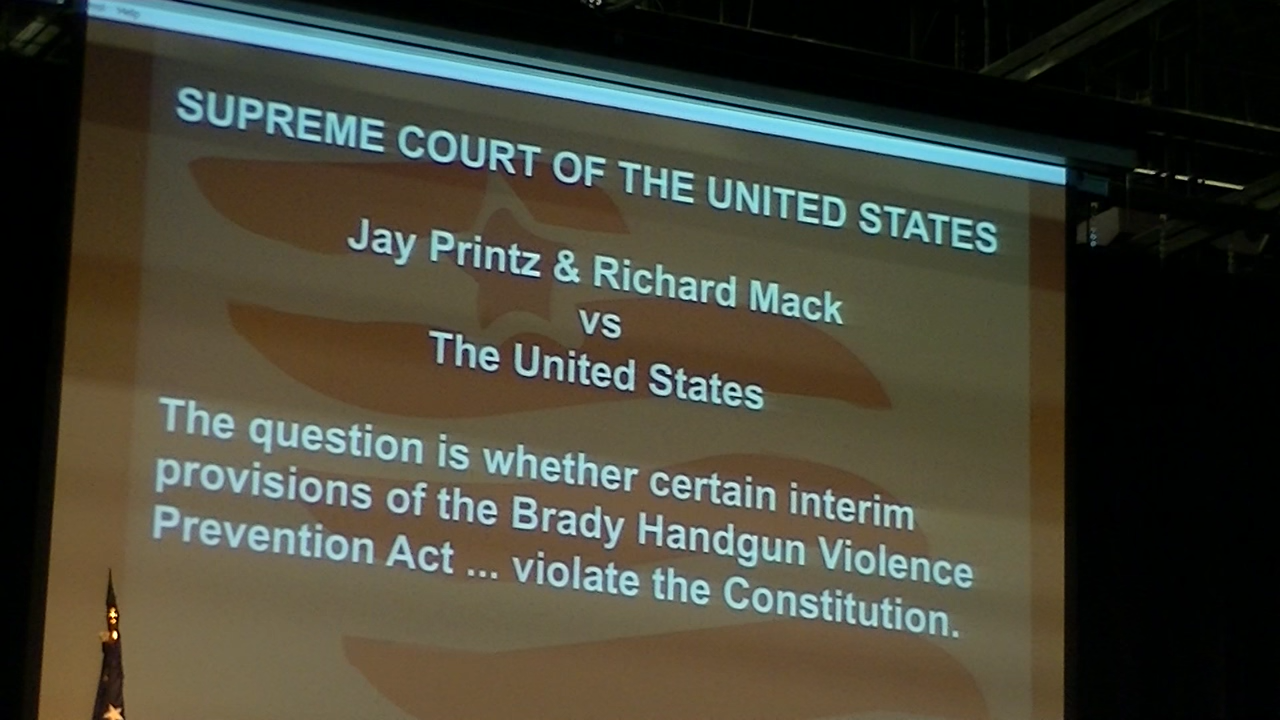 Help
SUPREME COURT OF THE UNITED STATES
Jay Printz & Richard Mack
vs
The United States
The question is whether certain interim
provisions of the Brady Handgun Violence
Prevention Act ... violate the Constitution.